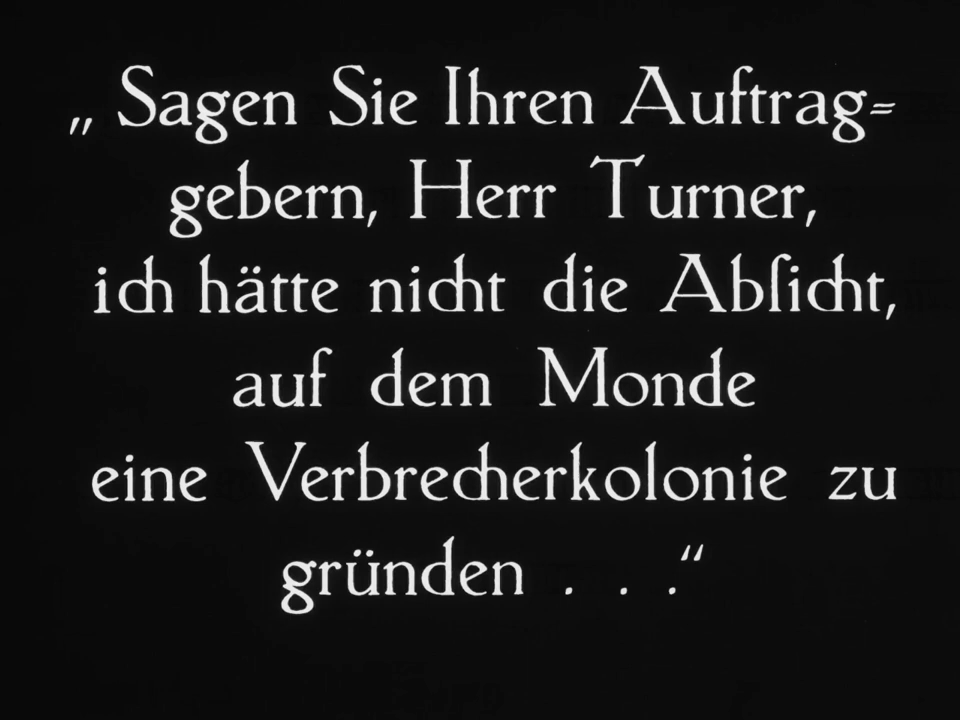 „Sagen Sie Ihren Auftrag=
gebern, Herr Turner,
ich hätte nicht die Abſicht,
auf dem Monde
eine Verbrecherkolonie zu
gründen . . .“